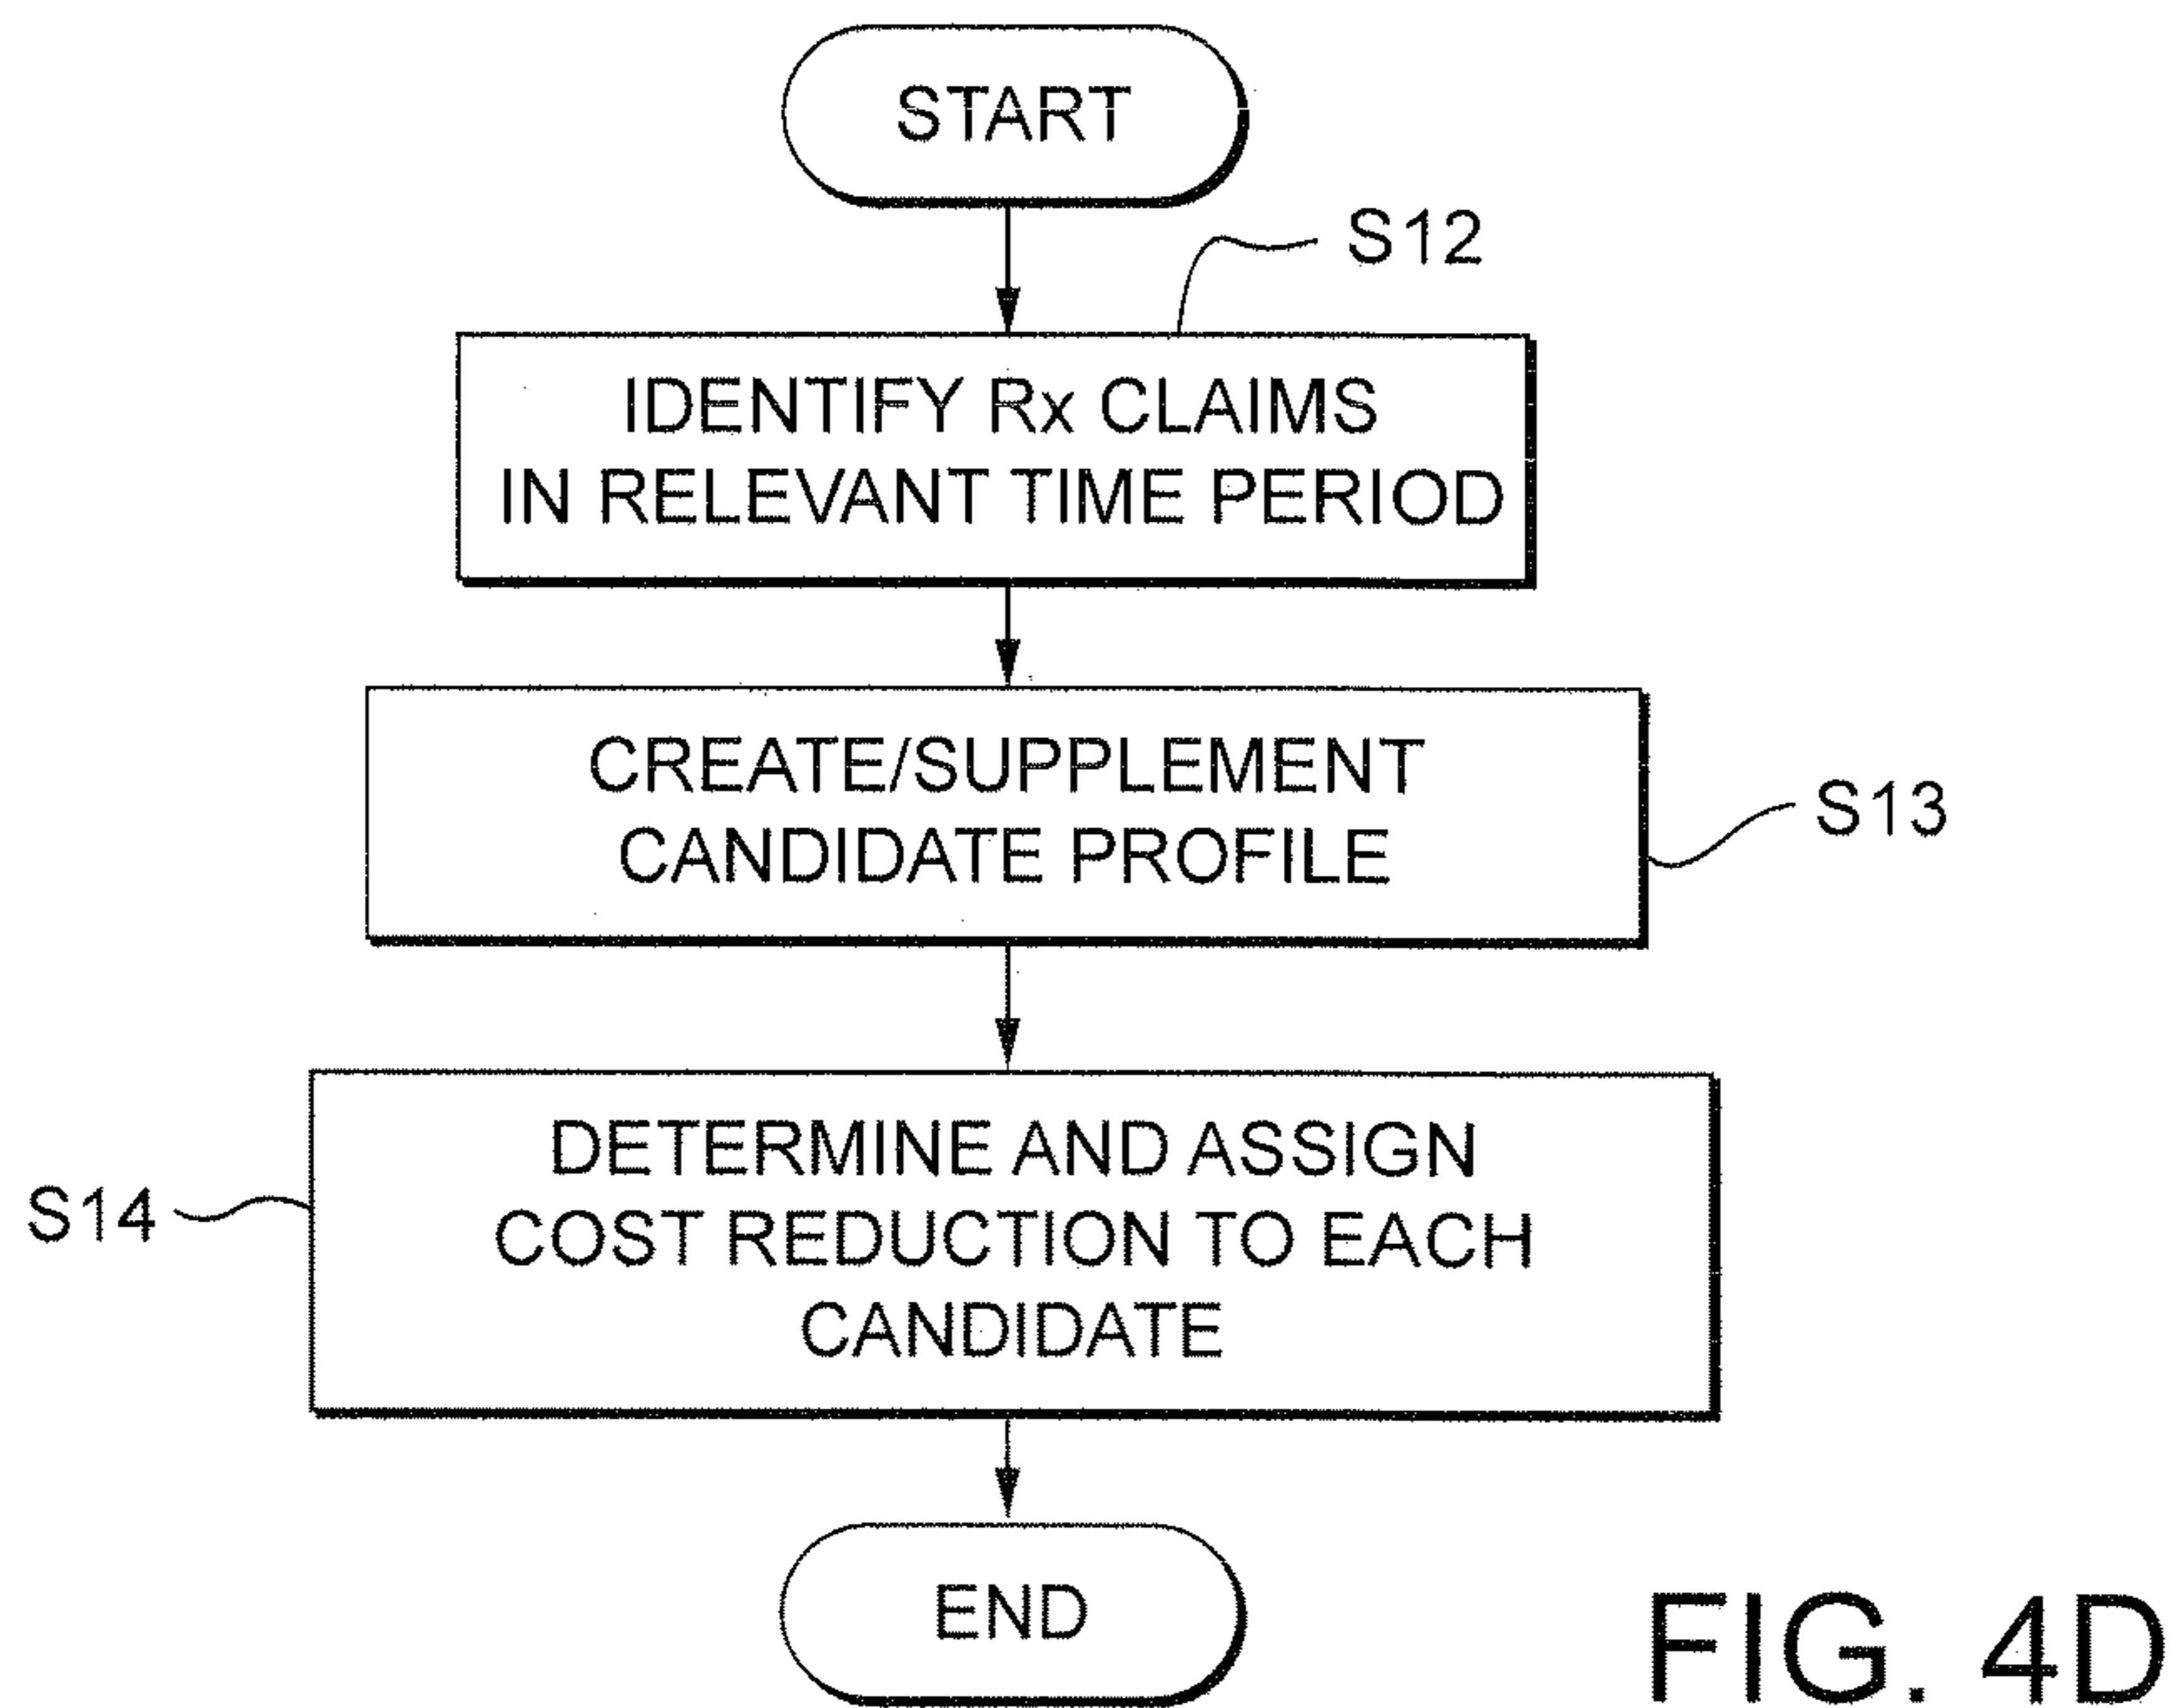 START
S12
IDENTIFY Rx CLAIMS
IN RELEVANT TIME PERIOD
CREATE/SUPPLEMENT
CANDIDATE PROFILE
S13
DETERMINE AND ASSIGN
COST REDUCTION TO EACH
CANDIDATE
S14
END
FIG. 4D